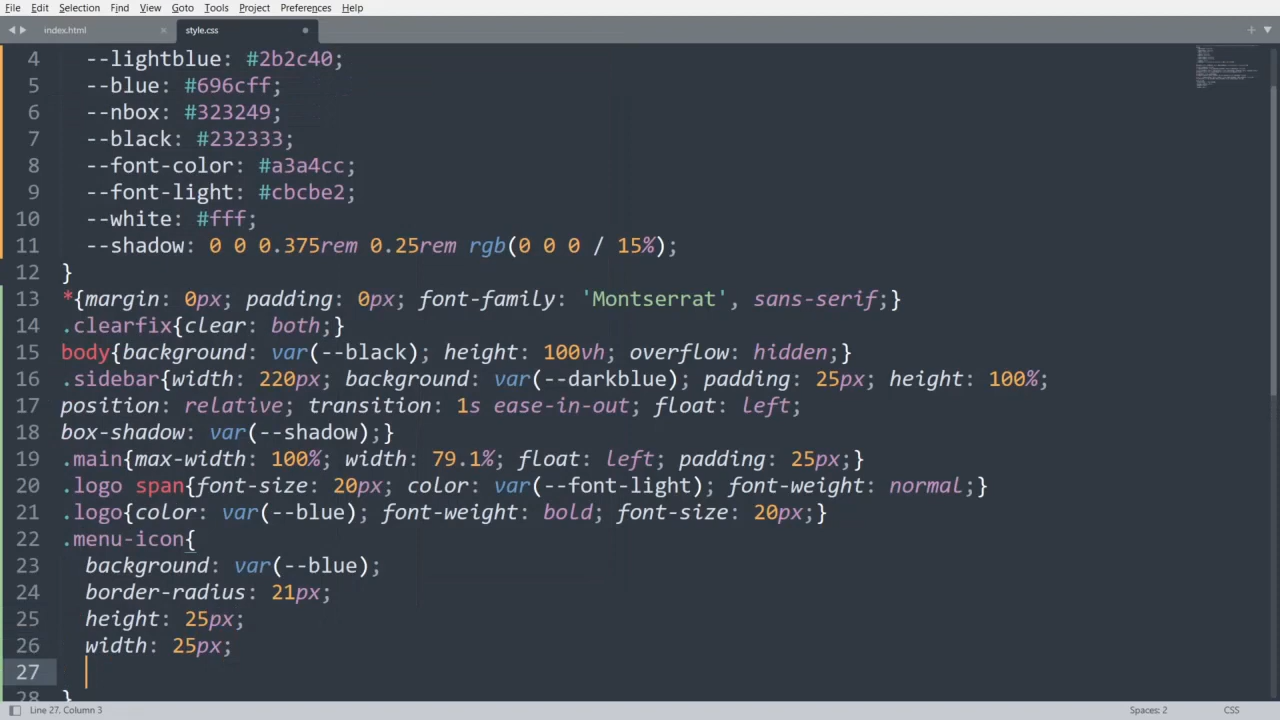 File Edit Selection Find View Goto Tools Project Preferences Help
index.html × style.css
4 --lightblue: #2b2c40;
5 --blue: #696cff;
6 --nbox: #323249;
7 --black: #232333;
8 --font-color: #a3a4cc;
9 --font-light: #cbcbe2;
10 --white: #fff;
11 --shadow: 0 0 0.375rem 0.25rem rgb(0 0 0 / 15%);
12 }
13 *{margin: 0px; padding: 0px; font-family: 'Montserrat', sans-serif;}
14 .clearfix{clear: both;}
15 body{background: var(--black); height: 100vh; overflow: hidden;}
16 .sidebar{width: 220px; background: var(--darkblue); padding: 25px; height: 100%;
17 position: relative; transition: 1s ease-in-out; float: left;
18 box-shadow: var(--shadow);}
19 .main{max-width: 100%; width: 79.1%; float: left; padding: 25px;}
20 .logo span{font-size: 20px; color: var(--font-light); font-weight: normal;}
21 .logo{color: var(--blue); font-weight: bold; font-size: 20px;}
22 .menu-icon{
23 background: var(--blue);
24 border-radius: 21px;
25 height: 25px;
26 width: 25px;
27
28 }
Line 27, Column 3 Spaces: 2 CSS